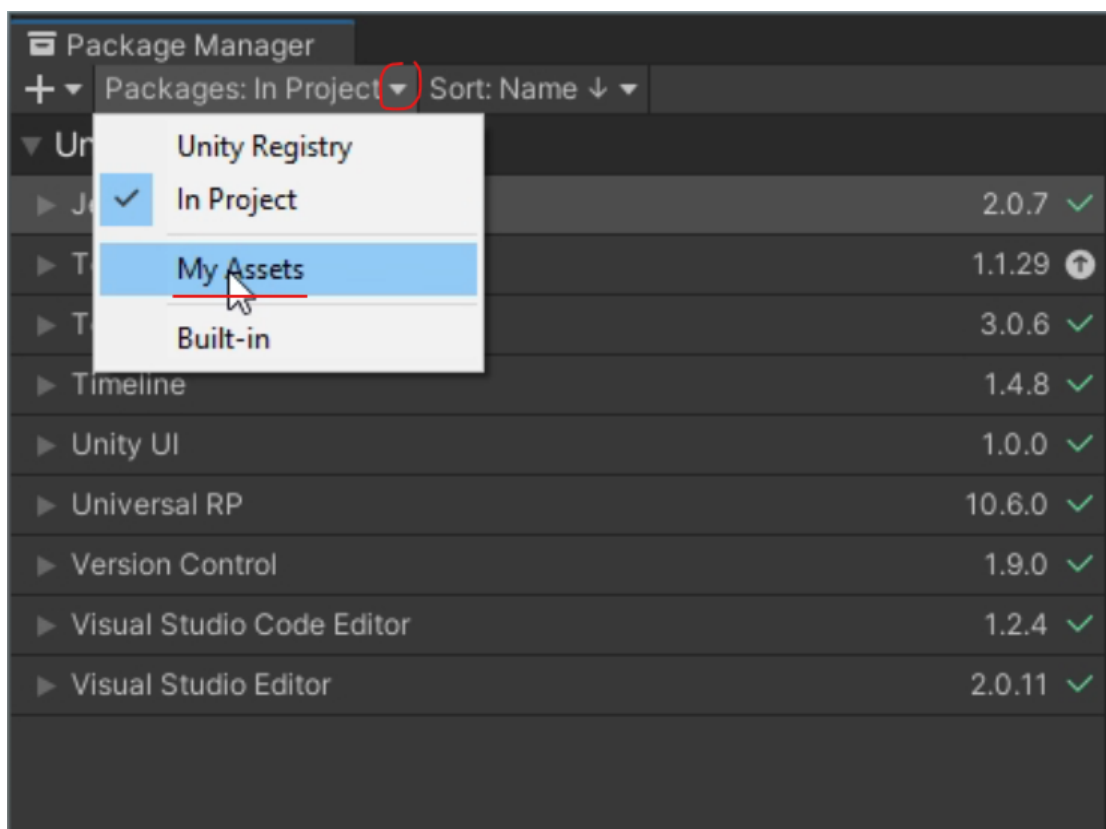 Package Manager
Packages: In Project Sort: Name ↓
Unity Registry
In Project
My Assets
Built-in
2.0.7
1.1.29
3.0.6
Timeline 1.4.8
Unity UI 1.0.0
Universal RP 10.6.0
Version Control 1.9.0
Visual Studio Code Editor 1.2.4
Visual Studio Editor 2.0.11